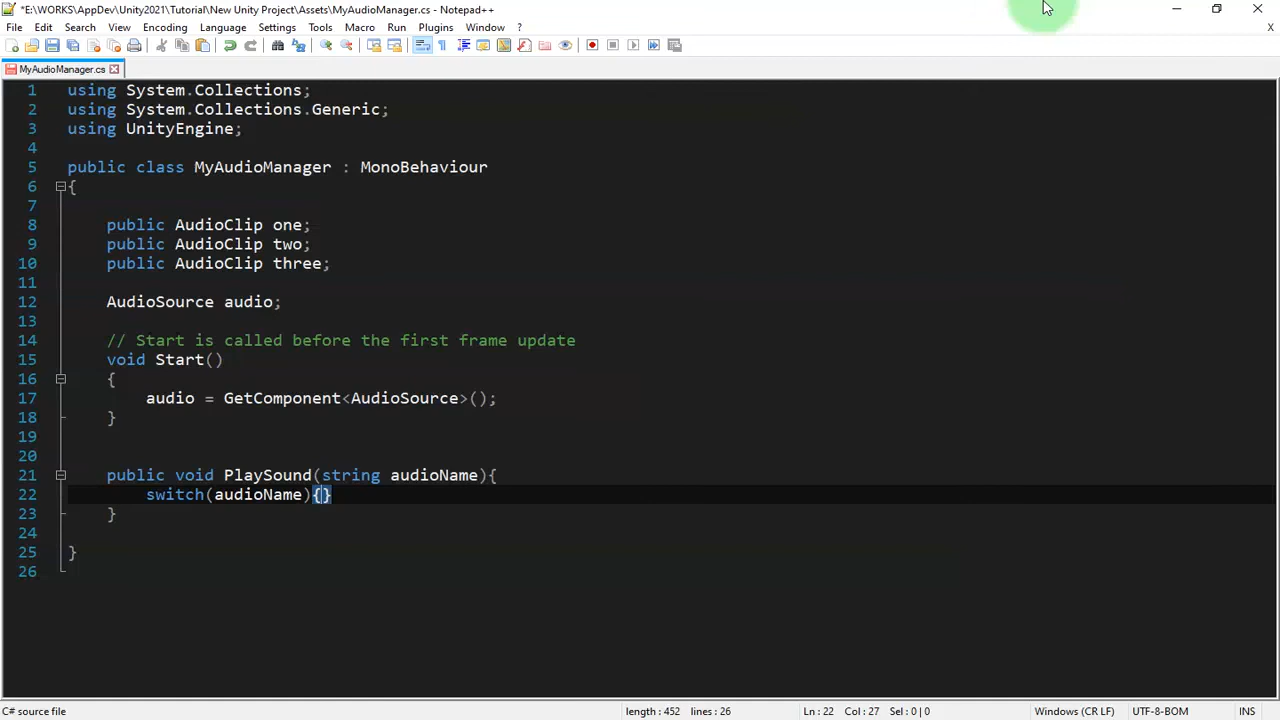 *E:\WORKS\AppDev\Unity2021\Tutorial\New Unity Project\Assets\MyAudioManager.cs - Notepad++
File Edit Search View Encoding Language Settings Tools Macro Run Plugins Window ? X
MyAudioManager.cs
1 using System.Collections;
2 using System.Collections.Generic;
3 using UnityEngine;
4
5 public class MyAudioManager : MonoBehaviour
6 {
7
8 public AudioClip one;
9 public AudioClip two;
10 public AudioClip three;
11
12 AudioSource audio;
13
14 // Start is called before the first frame update
15 void Start()
16 {
17 audio = GetComponent<AudioSource>();
18 }
19
20
21 public void PlaySound(string audioName){
22 switch(audioName){}
23 }
24
25 }
26
C# source file length : 452 lines : 26 Ln : 22 Col : 27 Sel : 0 | 0 Windows (CR LF) UTF-8-BOM INS